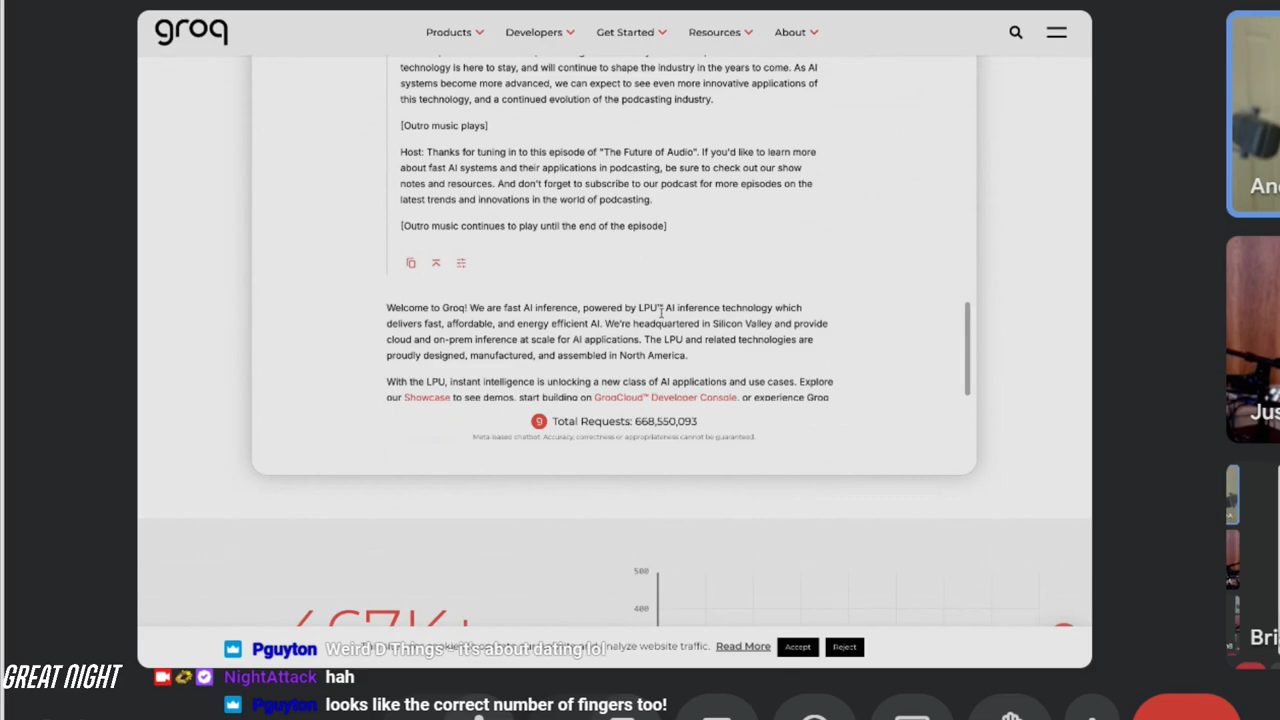 groq
Products Developers Get Started Resources About
technology is here to stay, and will continue to shape the industry in the years to come. As AI
systems become more advanced, we can expect to see even more innovative applications of
this technology, and a continued evolution of the podcasting industry.
[Outro music plays]
Host: Thanks for tuning in to this episode of "The Future of Audio". If you'd like to learn more
about fast AI systems and their applications in podcasting, be sure to check out our show
notes and resources. And don't forget to subscribe to our podcast for more episodes on the
latest trends and innovations in the world of podcasting.
[Outro music continues to play until the end of the episode]
Welcome to Groq! We are fast AI inference, powered by LPU™ AI inference technology which
delivers fast, affordable, and energy efficient AI. We're headquartered in Silicon Valley and provide
cloud and on-prem inference at scale for AI applications. The LPU and related technologies are
proudly designed, manufactured, and assembled in North America.
With the LPU, instant intelligence is unlocking a new class of AI applications and use cases. Explore
our Showcase to see demos, start building on GroqCloud™ Developer Console, or experience Groq
9 Total Requests: 668,550,093
Meta based chatbot. Accuracy, correctness or appropriateness cannot be guaranteed.
500
400
analyze website traffic. Read More Accept Reject
Pguyton Weird D Things - it's about dating lol
GREAT NIGHT
NightAttack hah
Pguyton looks like the correct number of fingers too!
An
Jus
Bri